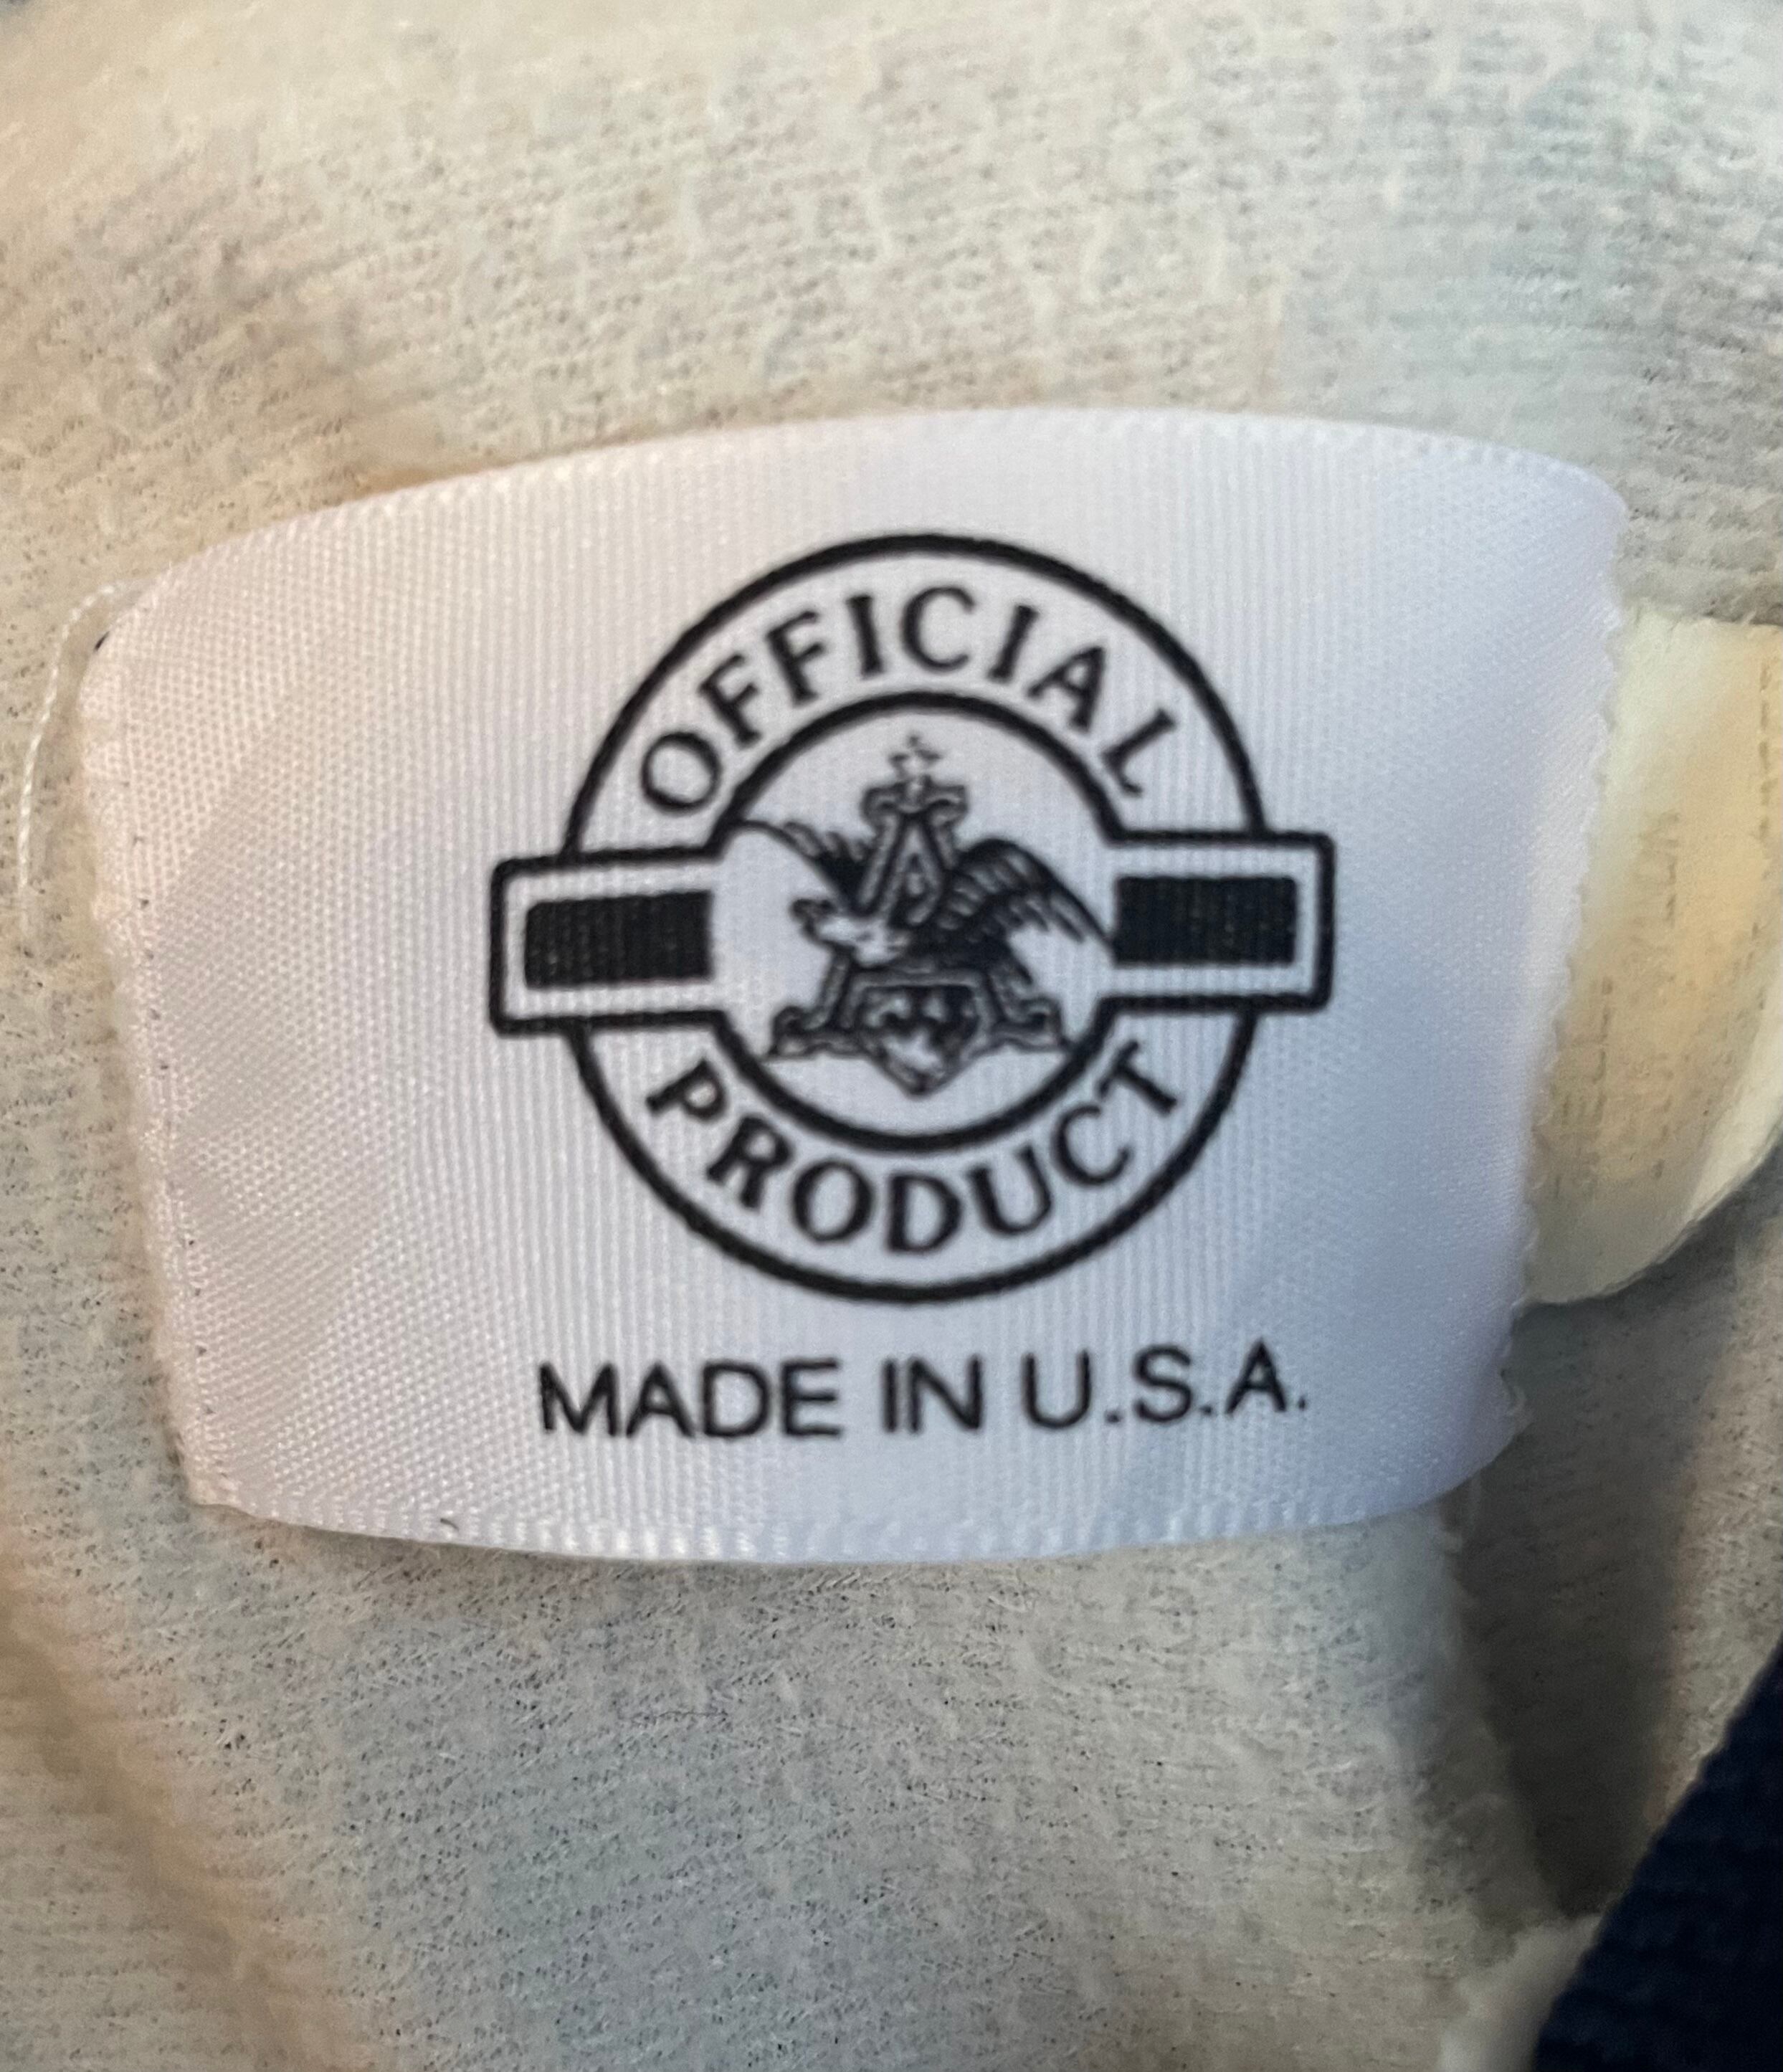 OFFICIAL
A
PRODUCT
MADE IN U.S.A.